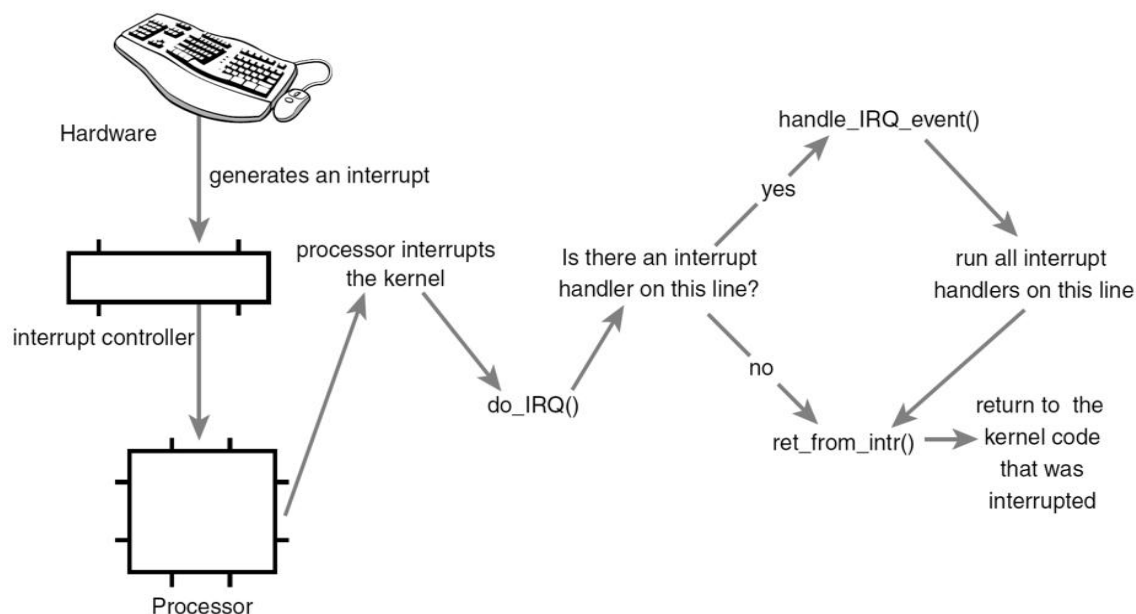 Hardware
generates an interrupt
interrupt controller
Processor
processor interrupts
the kernel
do_IRQ()
Is there an interrupt
handler on this line?
yes
no
handle_IRQ_event()
run all interrupt
handlers on this line
ret_from_intr()
return to the
kernel code
that was
interrupted